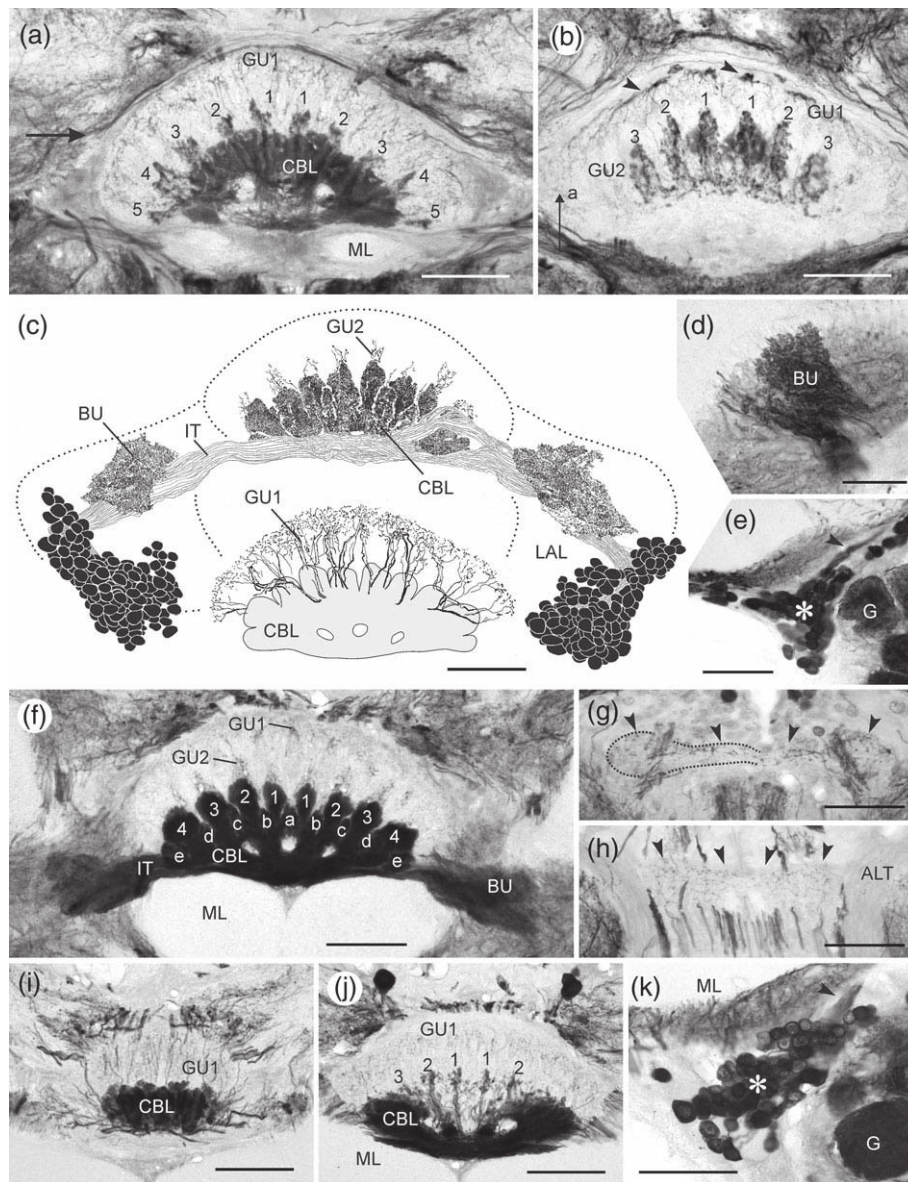 (a)
GU1
1 1
2 2
3 3
CBL
4 4
5 5
ML
(b)
1 1
2 2
GU1
3 3
GU2
a
(c)
GU2
BU
IT
CBL
GU1
LAL
CBL
(d)
BU
(e)
*
G
(f)
GU1
GU2
1 1
2 2
3 a 3
b b
4 c c 4
d d
e CBL e
IT
BU
ML
(g)
(h)
ALT
(i)
GU1
CBL
(j)
GU1
1 1
2 2
3
CBL
ML
(k)
ML
*
G